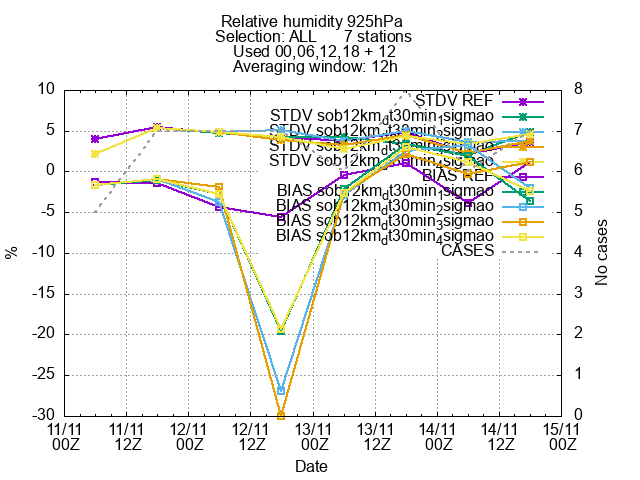 Relative humidity 925hPa
Selection: ALL 7 stations
Used 00,06,12,18 + 12
Averaging window: 12h
STDV REF
STDV sob12km_dt30min_1sigmao
STDV sob12km_dt30min_2sigmao
STDV sob12km_dt30min_3sigmao
STDV sob12km_dt30min_4sigmao
BIAS REF
BIAS sob12km_dt30min_1sigmao
BIAS sob12km_dt30min_2sigmao
BIAS sob12km_dt30min_3sigmao
BIAS sob12km_dt30min_4sigmao
CASES
10
5
0
-5
-10
-15
-20
-25
-30
%
8
7
6
5
4
3
2
1
0
No cases
11/11 11/11 12/11 12/11 13/11 13/11 14/11 14/11 15/11
00Z 12Z 00Z 12Z 00Z 12Z 00Z 12Z 00Z
Date